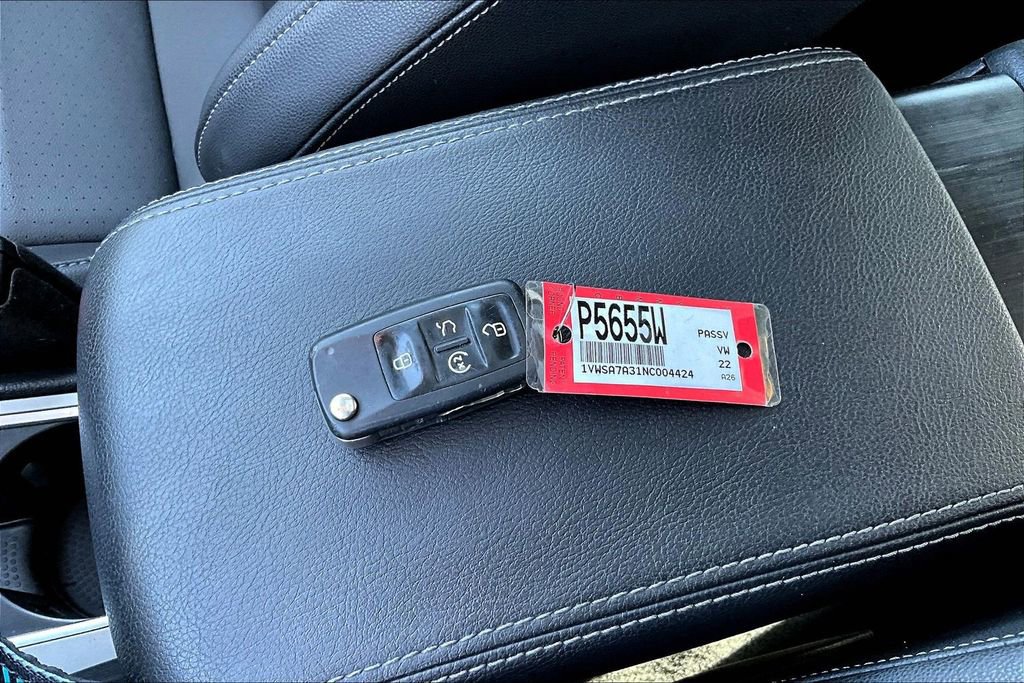 P5655W
PASSV
VW
22
1VWSA7A31NC004424
A26